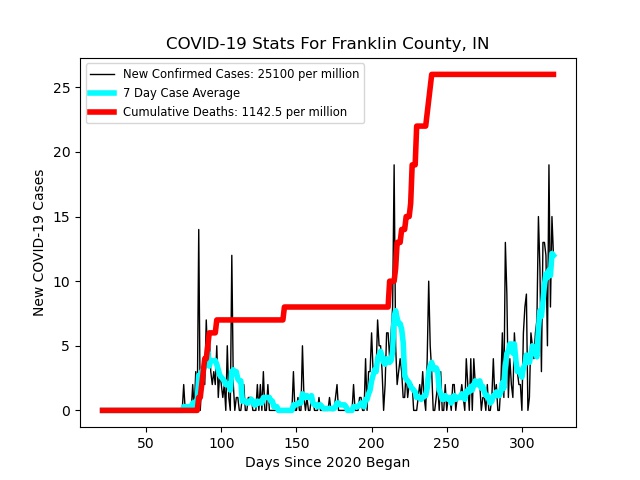 COVID-19 Stats For Franklin County, IN
New Confirmed Cases: 25100 per million
7 Day Case Average
Cumulative Deaths: 1142.5 per million
25
20
15
10
5
0
New COVID-19 Cases
50 100 150 200 250 300
Days Since 2020 Began